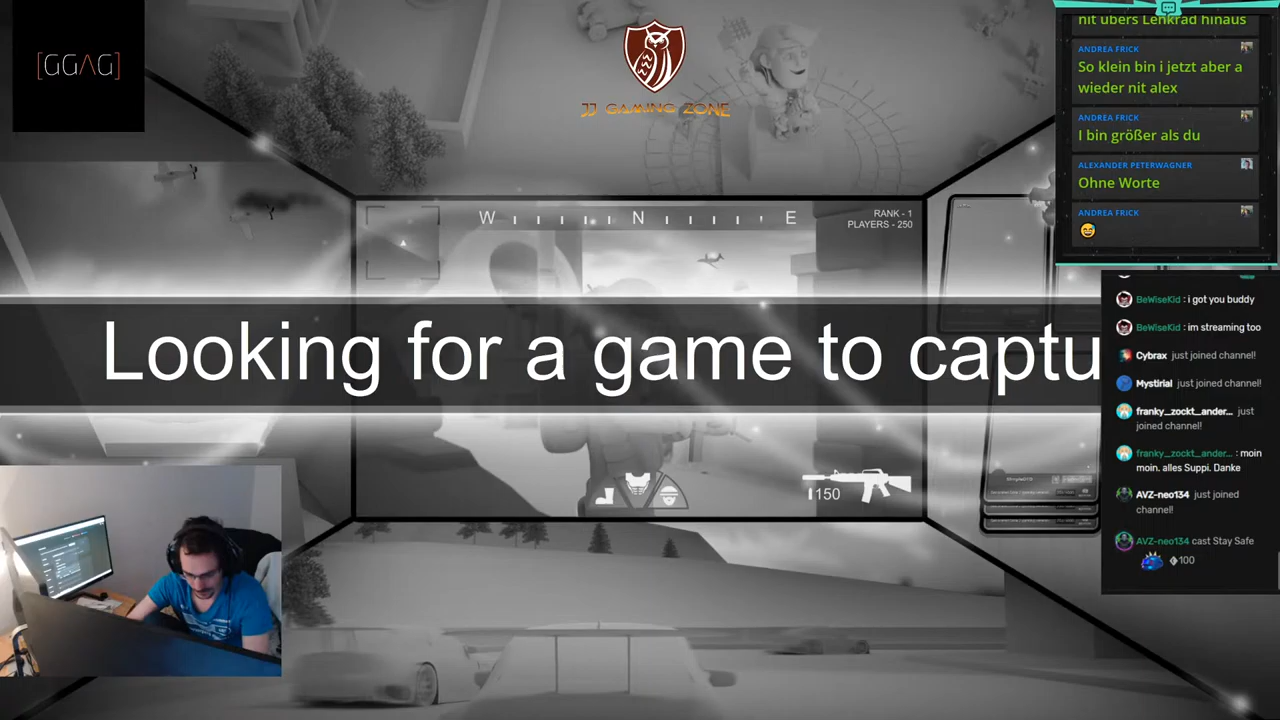 [GGAG]
JJ GAMING ZONE
nit übers Lenkrad hinaus
ANDREA FRICK
So klein bin i jetzt aber a
wieder nit alex
ANDREA FRICK
I bin größer als du
ALEXANDER PETERWAGNER
Ohne Worte
ANDREA FRICK
😅
W N E
RANK - 1
PLAYERS - 250
Looking for a game to captu
150
BeWiseKid : i got you buddy
BeWiseKid : im streaming too
Cybrax just joined channel!
Mystirial just joined channel!
franky_zockt_ander... just
joined channel!
franky_zockt_ander... : moin
moin. alles Suppi. Danke
AVZ-neo134 just joined
channel!
AVZ-neo134 cast Stay Safe
100